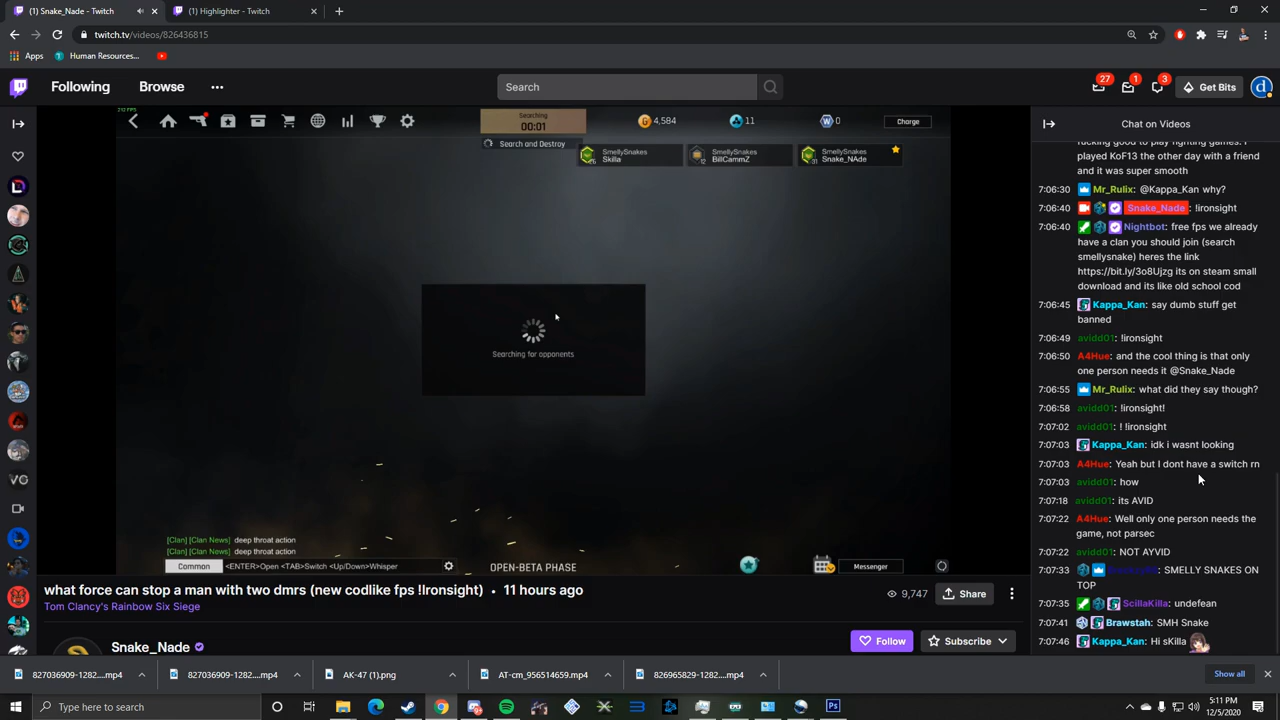 (1) Snake_Nade - Twitch
(1) Highlighter - Twitch
twitch.tv/videos/826436815
Apps
Human Resources...
Following
Browse
Search
27
1
3
Get Bits
Searching
00:01
Search and Destroy
4,584
11
0
Charge
SmellySnakes
Skilla
SmellySnakes
BillCammZ
12
SmellySnakes
Snake_NAde
31
Searching for opponents
[Clan] [Clan News] deep throat action
[Clan] [Clan News] deep throat action
Common
<ENTER>Open <TAB>Switch <Up/Down>Whisper
OPEN-BETA PHASE
Messenger
what force can stop a man with two dmrs (new codlike fps !Ironsight) • 11 hours ago
Tom Clancy's Rainbow Six Siege
9,747
Share
Snake_Nade
Follow
Subscribe
Chat on Videos
fucking good to play fighting games. I
played KoF13 the other day with a friend
and it was super smooth
7:06:30 Mr_Rulix: @Kappa_Kan why?
7:06:40 Snake_Nade : !ironsight
7:06:40 Nightbot: free fps we already
have a clan you should join (search
smellysnake) heres the link
https://bit.ly/3o8Ujzg its on steam small
download and its like old school cod
7:06:45 Kappa_Kan: say dumb stuff get
banned
7:06:49 avidd01: !ironsight
7:06:50 A4Hue: and the cool thing is that only
one person needs it @Snake_Nade
7:06:55 Mr_Rulix: what did they say though?
7:06:58 avidd01: !ironsight!
7:07:02 avidd01: ! !ironsight
7:07:03 Kappa_Kan: idk i wasnt looking
7:07:03 A4Hue: Yeah but I dont have a switch rn
7:07:03 avidd01: how
7:07:18 avidd01: its AVID
7:07:22 A4Hue: Well only one person needs the
game, not parsec
7:07:22 avidd01: NOT AYVID
7:07:33 : SMELLY SNAKES ON
TOP
7:07:35 ScillaKilla: undefean
7:07:41 Brawstah: SMH Snake
7:07:46 Kappa_Kan: Hi sKilla
827036909-1282....mp4
827036909-1282....mp4
AK-47 (1).png
AT-cm_956514659.mp4
826965829-1282....mp4
Show all
Type here to search
5:11 PM
12/5/2020